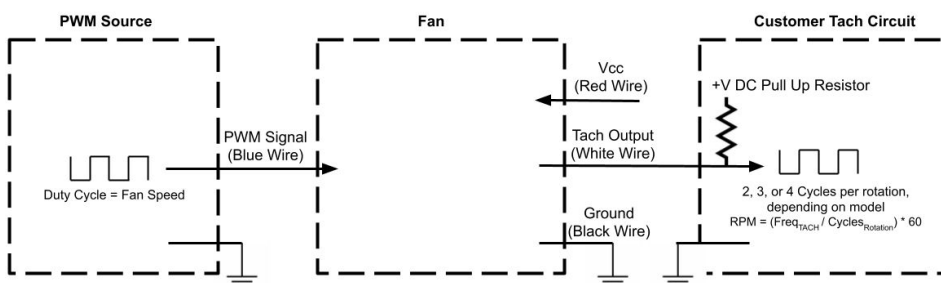 PWM Source
Fan
Customer Tach Circuit
Vcc
(Red Wire)
+V DC Pull Up Resistor
PWM Signal
(Blue Wire)
Tach Output
(White Wire)
Duty Cycle = Fan Speed
2, 3, or 4 Cycles per rotation,
depending on model
RPM = (FreqTACH / CyclesRotation) * 60
Ground
(Black Wire)